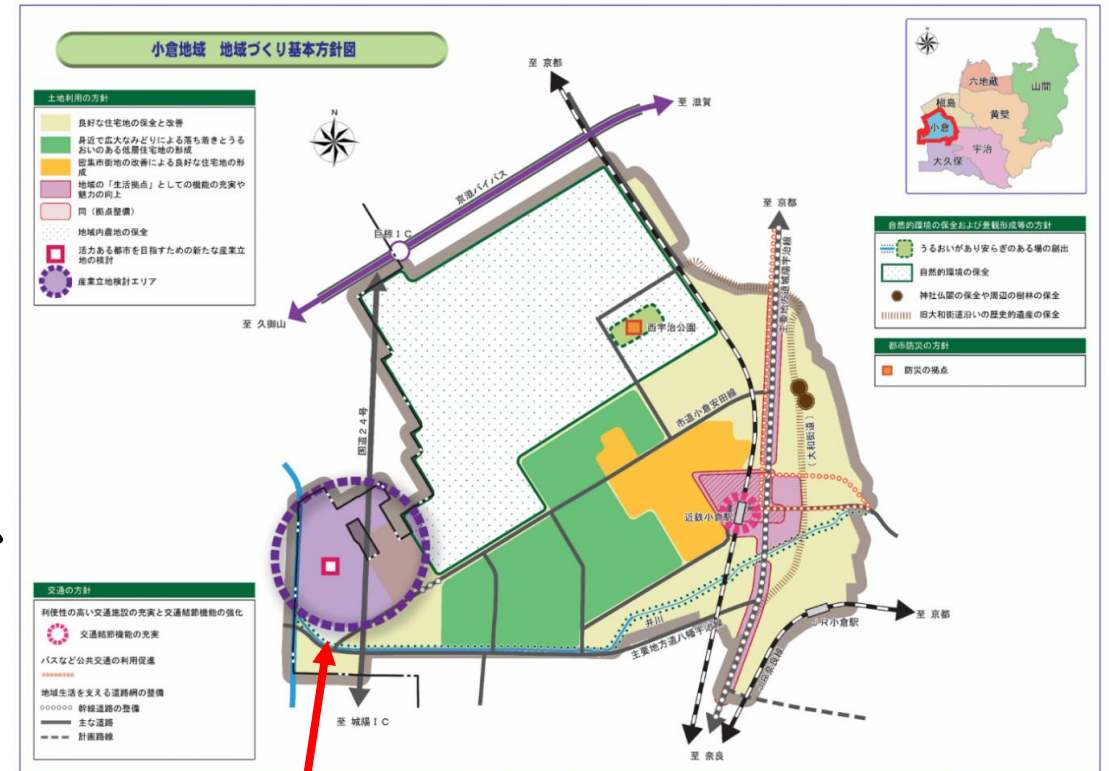 小倉地域 地域づくり基本方針図
土地利用の方針
良好な住宅地の保全と改善
身近で広大なみどりによる落ち着きとうる
おいのある低層住宅地の形成
密集市街地の改善による良好な住宅地の形
成
地域の「生活拠点」としての機能の充実や
魅力の向上
同（拠点整備）
地域内農地の保全
活力ある都市を目指すための新たな産業立
地の検討
産業立地検討エリア
N
至 京都
至 滋賀
京滋バイパス
巨椋ＩＣ
至 久御山
国道２４号
西宇治公園
市道小倉安田線
至 京都
主要地方道城陽宇治線
（大和街道）
近鉄小倉駅
井川
主要地方道八幡宇治線
ＪＲ小倉駅
至 京都
ＪＲ奈良線
至 奈良
至 城陽ＩＣ
六地蔵
山間
槇島
黄檗
小倉
宇治
大久保
自然的環境の保全および景観形成等の方針
うるおいがあり安らぎのある場の創出
自然的環境の保全
神社仏閣の保全や周辺の樹林の保全
旧大和街道沿いの歴史的遺産の保全
都市防災の方針
防災の拠点
交通の方針
利便性の高い交通施設の充実と交通結節機能の強化
交通結節機能の充実
バスなど公共交通の利用促進
地域生活を支える道路網の整備
幹線道路の整備
主な道路
計画路線